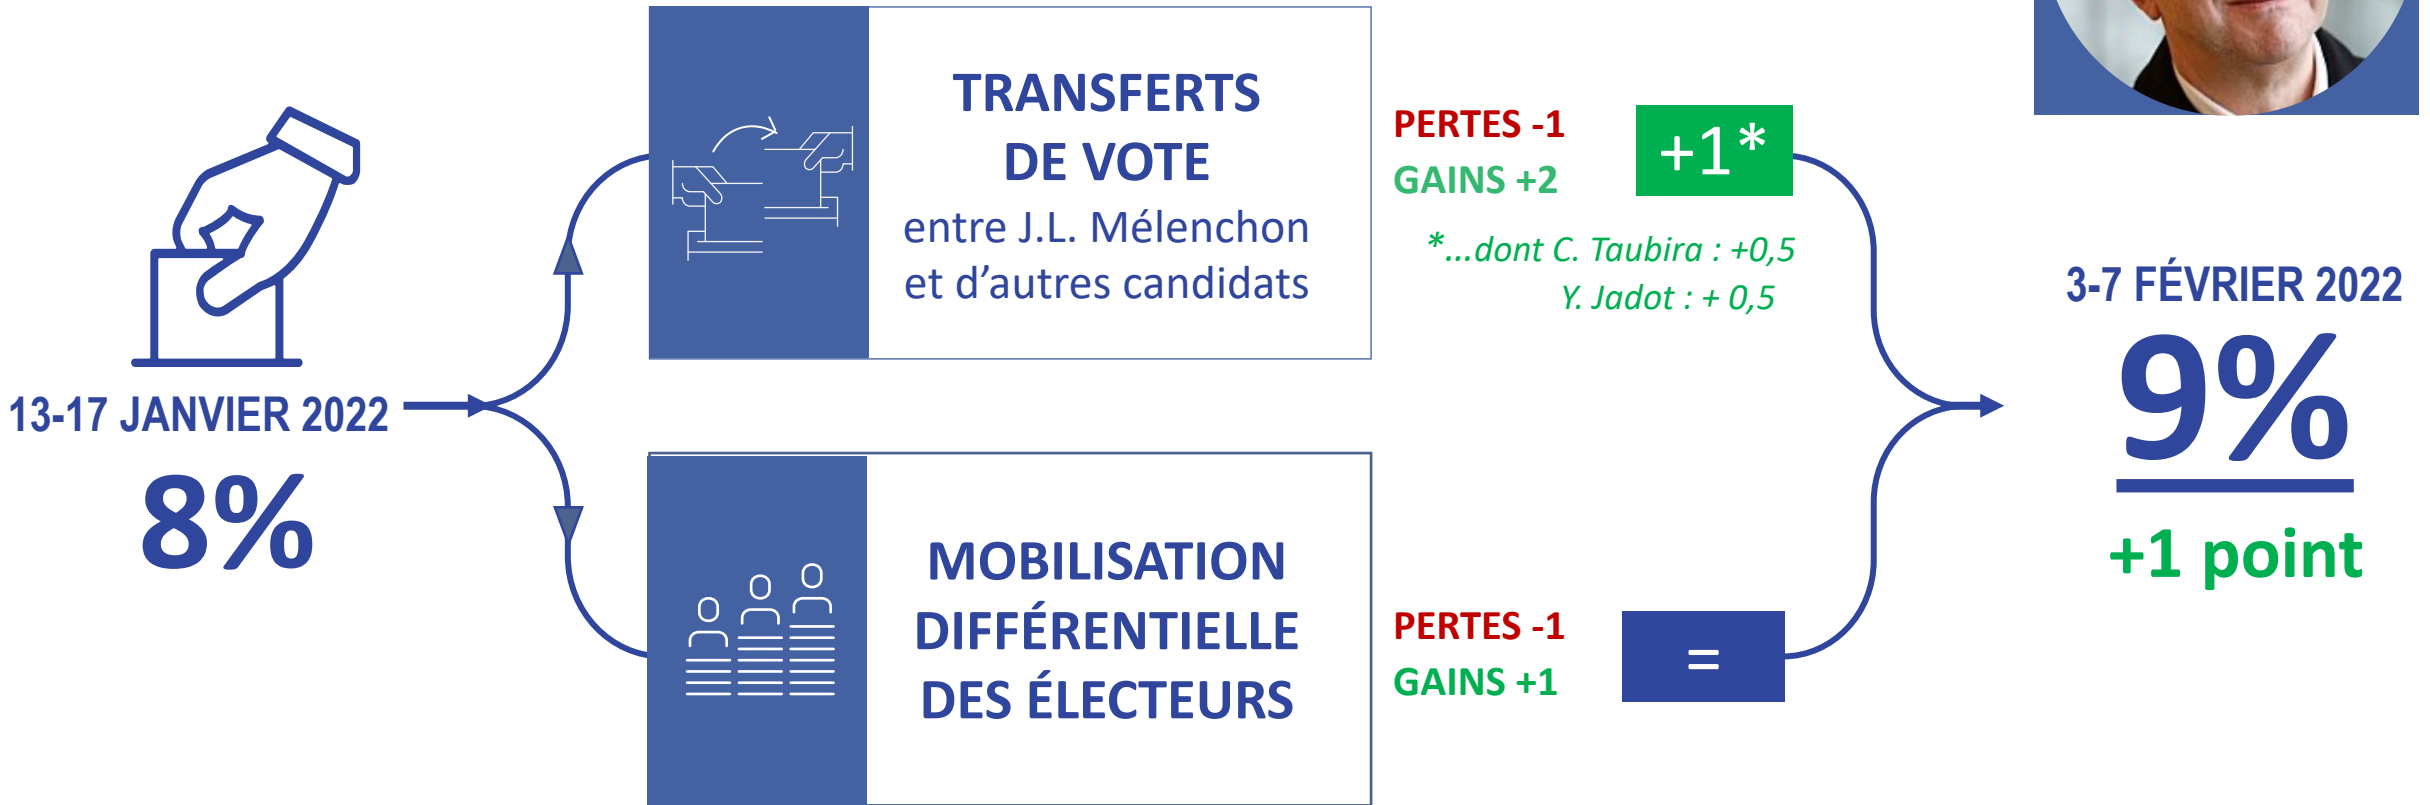 13-17 JANVIER 2022
8%
TRANSFERTS
DE VOTE
entre J.L. Mélenchon
et d’autres candidats
PERTES -1
GAINS +2
+1*
*...dont C. Taubira : +0,5
Y. Jadot : + 0,5
MOBILISATION
DIFFÉRENTIELLE
DES ÉLECTEURS
PERTES -1
GAINS +1
=
3-7 FÉVRIER 2022
9%
+1 point